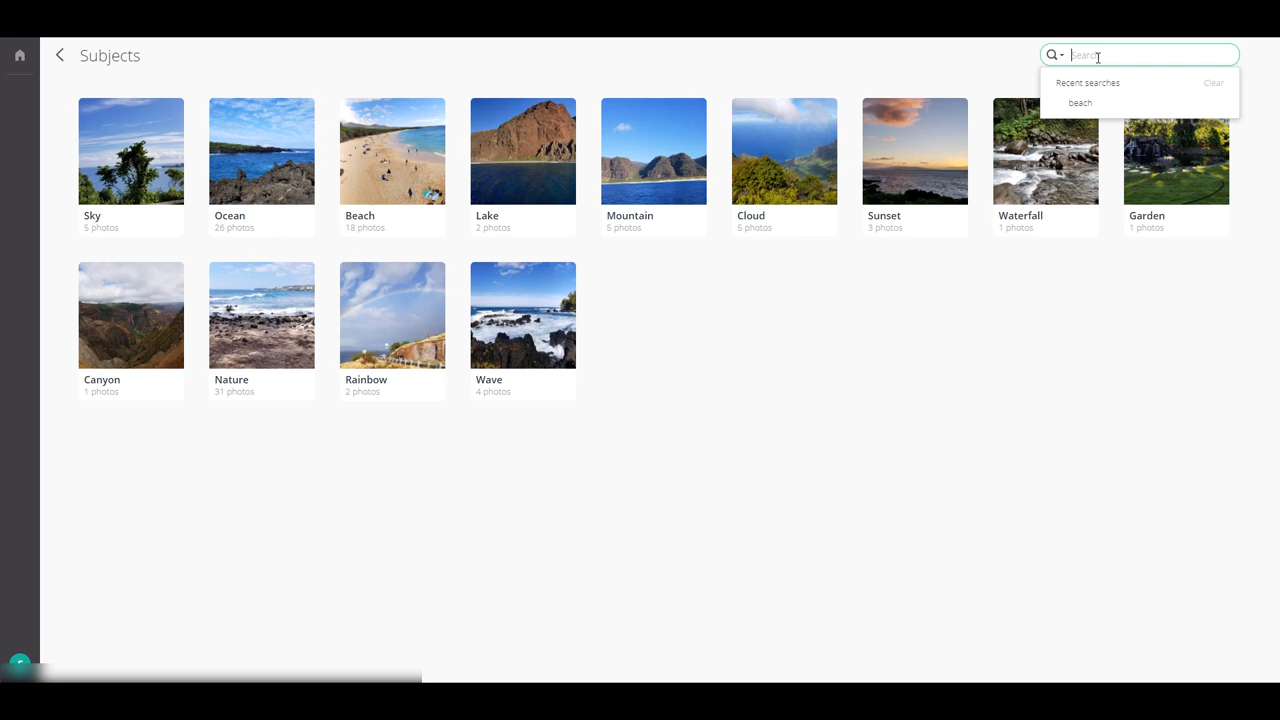 Subjects
Search
Recent searches
Clear
beach
Sky
5 photos
Ocean
26 photos
Beach
18 photos
Lake
2 photos
Mountain
5 photos
Cloud
5 photos
Sunset
3 photos
Waterfall
1 photos
Garden
1 photos
Canyon
1 photos
Nature
31 photos
Rainbow
2 photos
Wave
4 photos